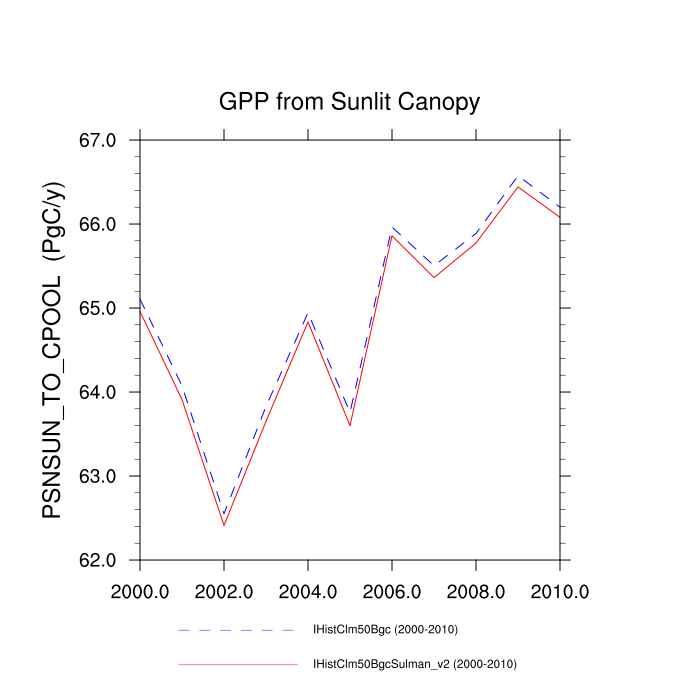 GPP from Sunlit Canopy
PSNSUN_TO_CPOOL (PgC/y)
67.0
66.0
65.0
64.0
63.0
62.0
2000.0 2002.0 2004.0 2006.0 2008.0 2010.0
IHistClm50Bgc (2000-2010)
IHistClm50BgcSulman_v2 (2000-2010)